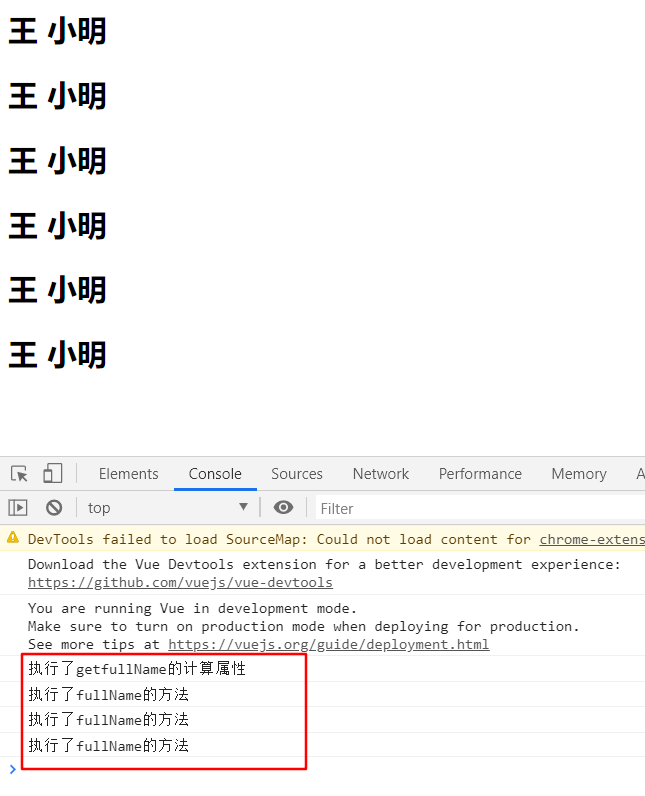 王 小明
王 小明
王 小明
王 小明
王 小明
王 小明
Elements Console Sources Network Performance Memory A
top Filter
DevTools failed to load SourceMap: Could not load content for chrome-extens
Download the Vue Devtools extension for a better development experience:
https://github.com/vuejs/vue-devtools
You are running Vue in development mode.
Make sure to turn on production mode when deploying for production.
See more tips at https://vuejs.org/guide/deployment.html
执行了getfullName的计算属性
执行了fullName的方法
执行了fullName的方法
执行了fullName的方法